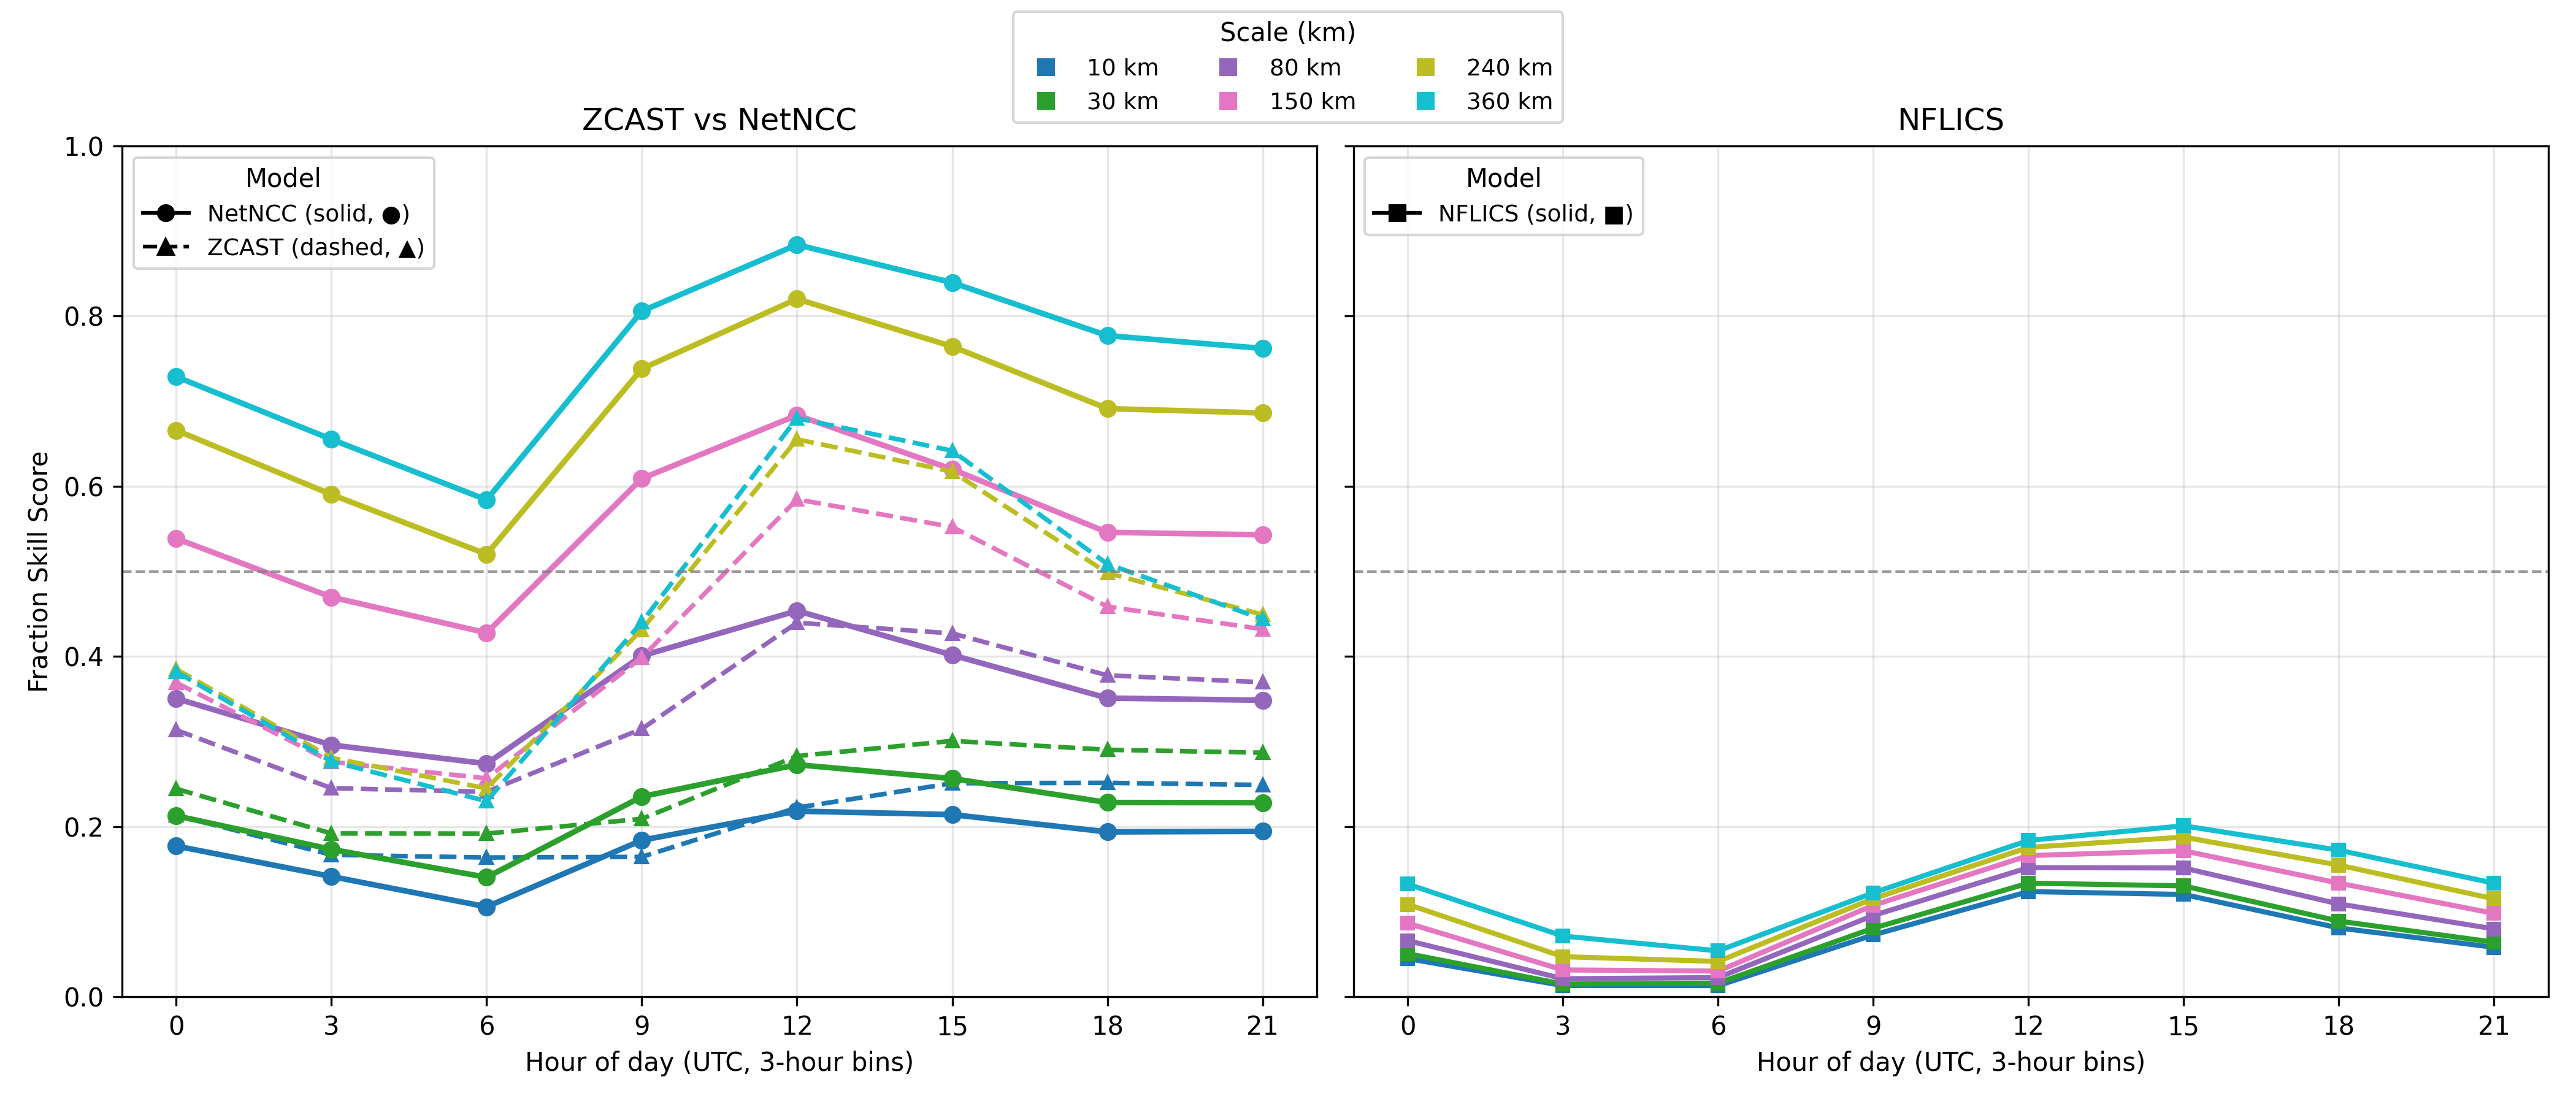 Scale (km)
10 km 80 km 240 km
30 km 150 km 360 km
ZCAST vs NetNCC
Model
NetNCC (solid, ●)
ZCAST (dashed, ▲)
1.0
0.8
0.6
0.4
0.2
0.0
Fraction Skill Score
0 3 6 9 12 15 18 21
Hour of day (UTC, 3-hour bins)
NFLICS
Model
NFLICS (solid, ■)
0 3 6 9 12 15 18 21
Hour of day (UTC, 3-hour bins)